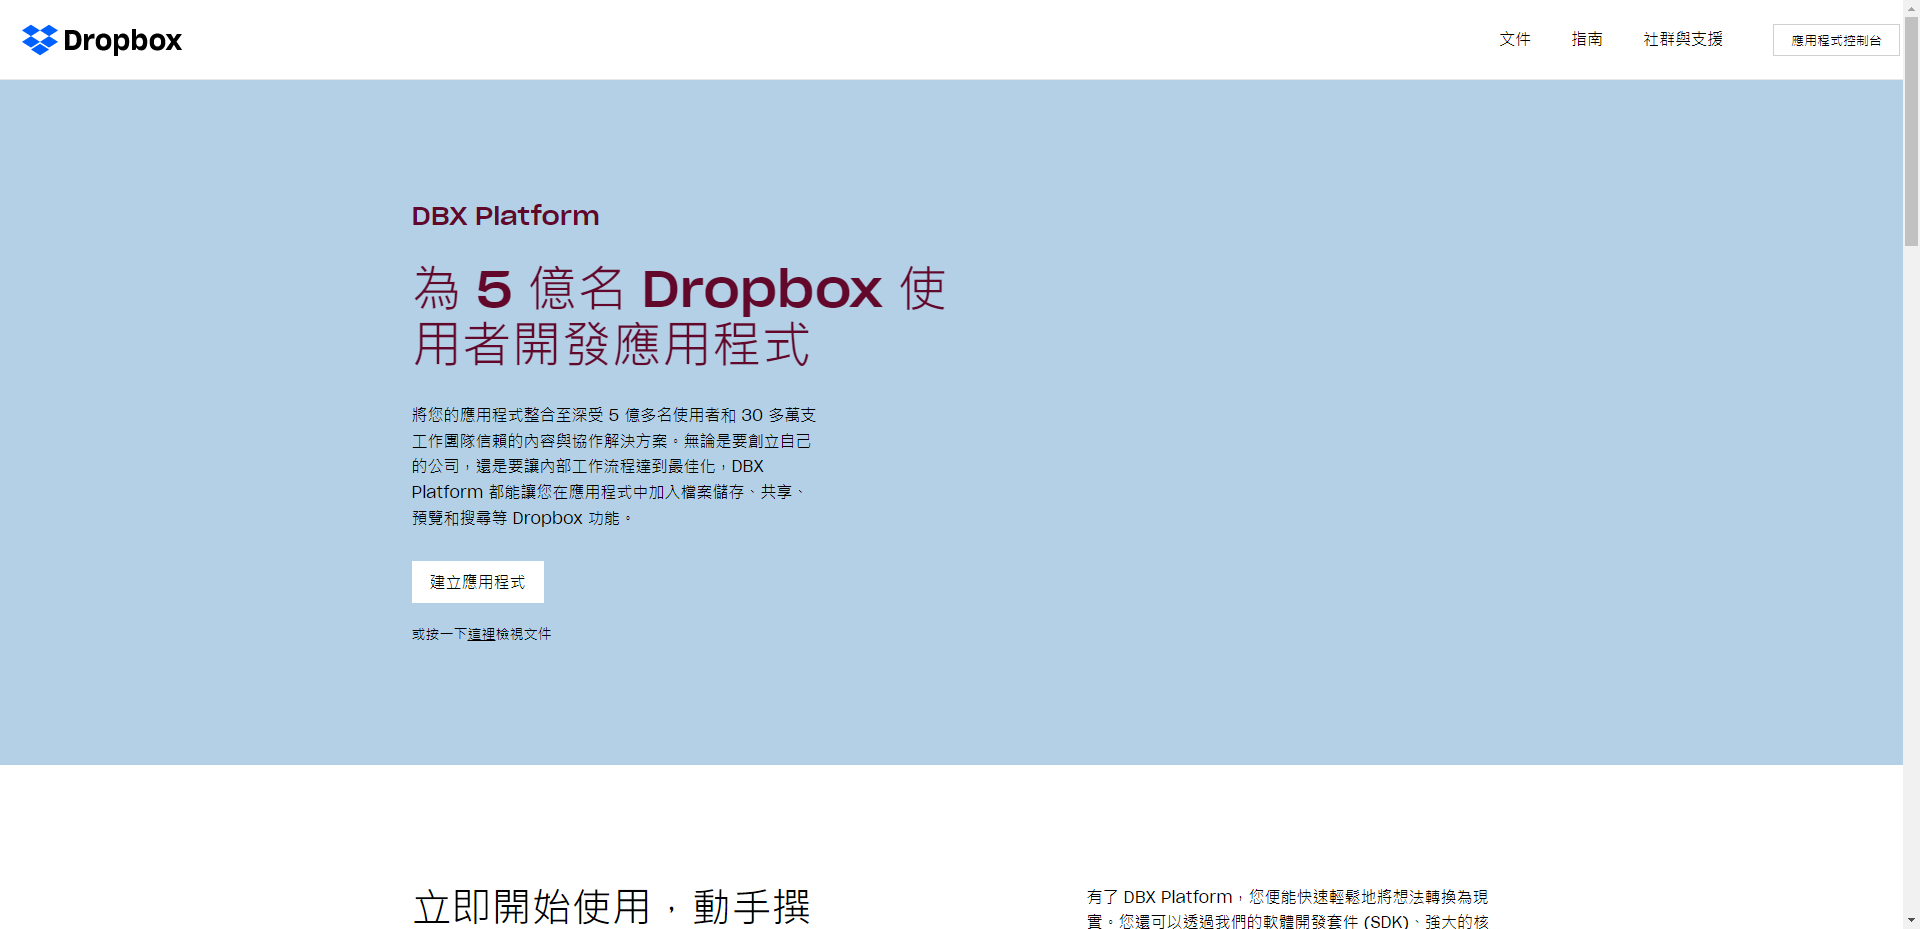 Dropbox
文件 指南 社群與支援 應用程式控制台
DBX Platform
為 5 億名 Dropbox 使
用者開發應用程式
將您的應用程式整合至深受 5 億多名使用者和 30 多萬支
工作團隊信賴的內容與協作解決方案。無論是要創立自己
的公司，還是要讓內部工作流程達到最佳化，DBX
Platform 都能讓您在應用程式中加入檔案儲存、共享、
預覽和搜尋等 Dropbox 功能。
建立應用程式
或按一下這裡檢視文件
立即開始使用，動手撰
有了 DBX Platform，您便能快速輕鬆地將想法轉換為現
實。您還可以透過我們的軟體開發套件 (SDK)、強大的核